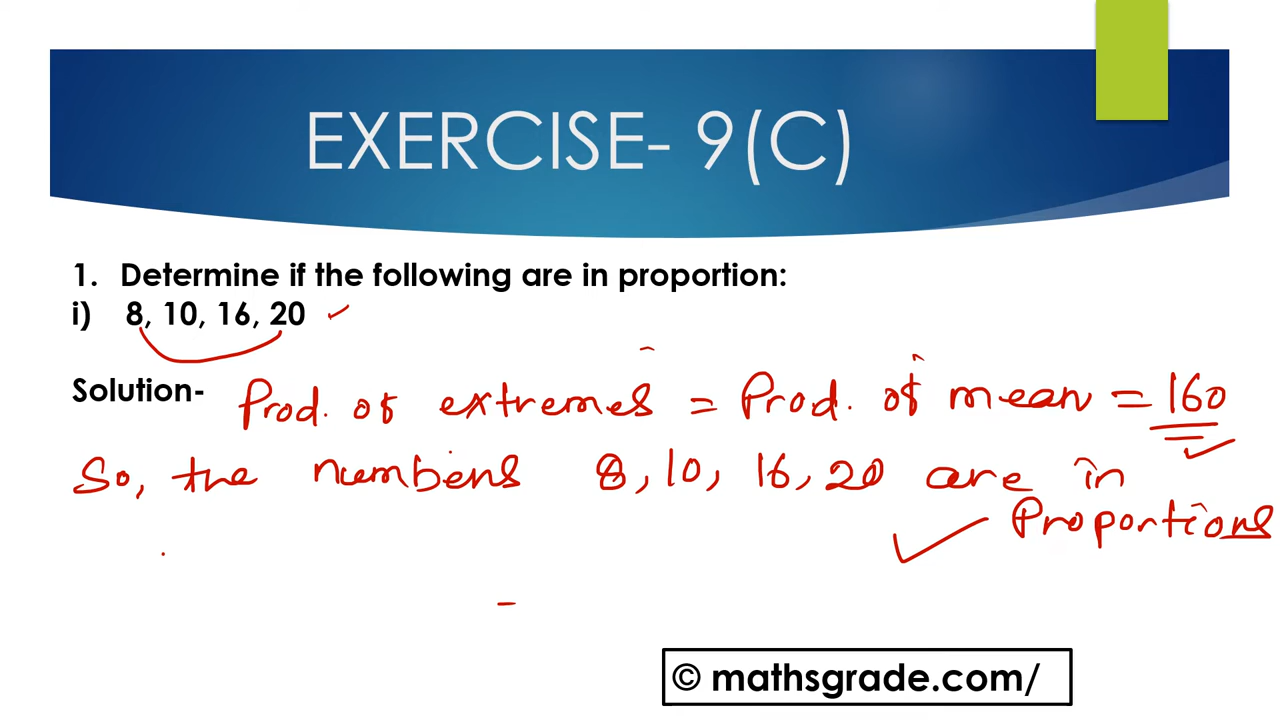 EXERCISE- 9(C)
1. Determine if the following are in proportion:
i) 8, 10, 16, 20
Solution- Prod. of extremes = Prod. of mean = 160
So, the numbers 8, 10, 16, 20 are in
Proportions
© mathsgrade.com/